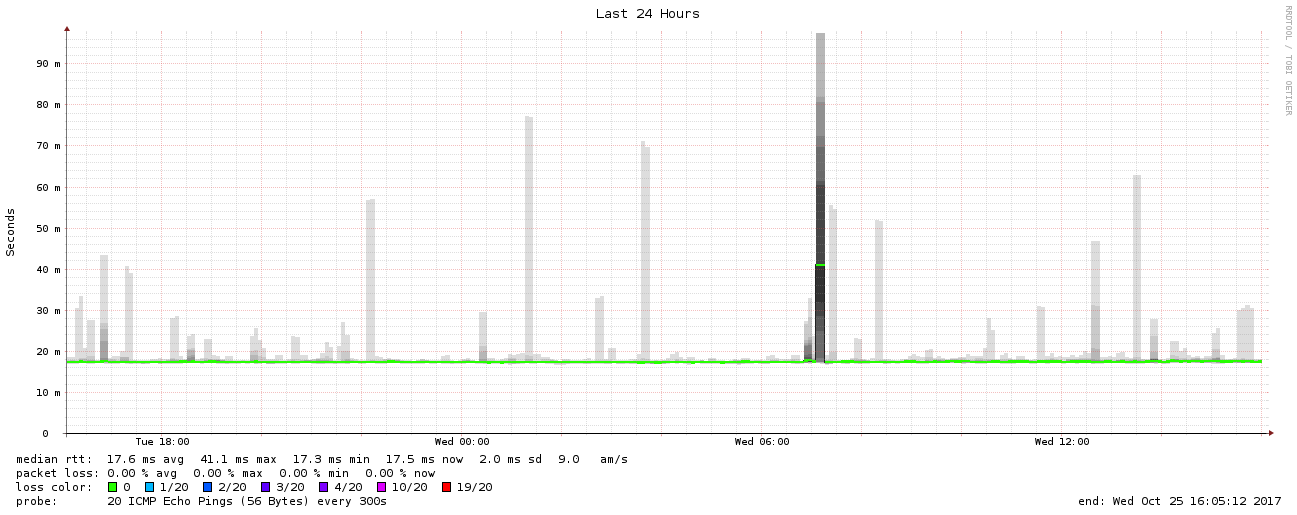 Last 24 Hours
RRDTOOL / TOBI OETIKER
Seconds
90 m
80 m
70 m
60 m
50 m
40 m
30 m
20 m
10 m
0
Tue 18:00 Wed 00:00 Wed 06:00 Wed 12:00
median rtt: 17.6 ms avg 41.1 ms max 17.3 ms min 17.5 ms now 2.0 ms sd 9.0 am/s
packet loss: 0.00 % avg 0.00 % max 0.00 % min 0.00 % now
loss color: 0 1/20 2/20 3/20 4/20 10/20 19/20
probe: 20 ICMP Echo Pings (56 Bytes) every 300s end: Wed Oct 25 16:05:12 2017